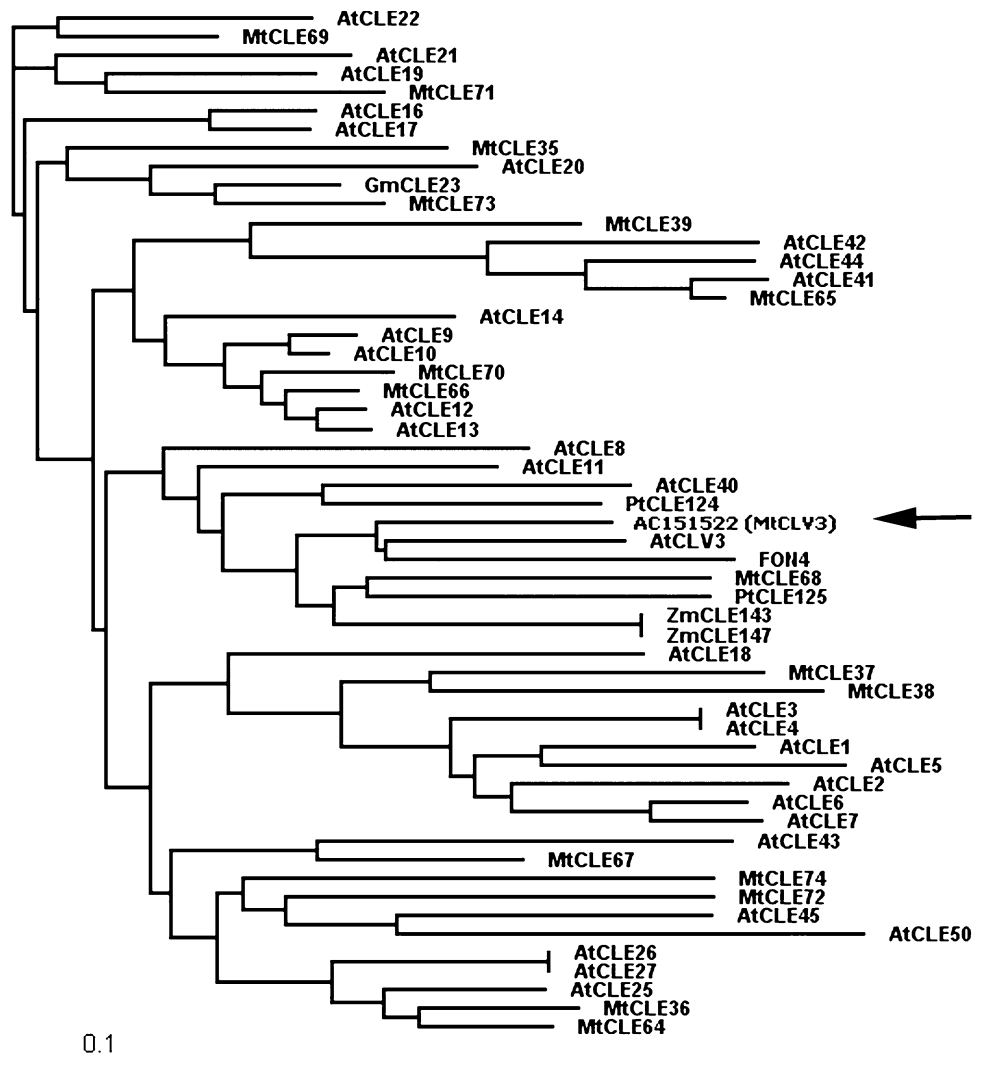 AtCLE22
MtCLE69
AtCLE21
AtCLE19
MtCLE71
AtCLE16
AtCLE17
MtCLE35
AtCLE20
GmCLE23
MtCLE73
MtCLE39
AtCLE42
AtCLE44
AtCLE41
MtCLE65
AtCLE14
AtCLE9
AtCLE10
MtCLE70
MtCLE66
AtCLE12
AtCLE13
AtCLE8
AtCLE11
AtCLE40
PtCLE124
AC151522 (MtCLV3)
AtCLV3
FON4
MtCLE68
PtCLE125
ZmCLE143
ZmCLE147
AtCLE18
MtCLE37
MtCLE38
AtCLE3
AtCLE4
AtCLE1
AtCLE5
AtCLE2
AtCLE6
AtCLE7
AtCLE43
MtCLE67
MtCLE74
MtCLE72
AtCLE45
AtCLE50
AtCLE26
AtCLE27
AtCLE25
MtCLE36
MtCLE64
0.1